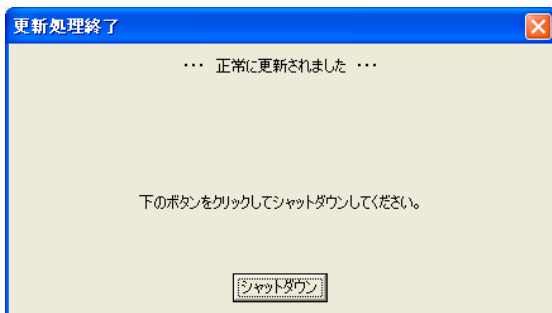 更新処理終了
・・・ 正常に更新されました ・・・
下のボタンをクリックしてシャットダウンしてください。
シャットダウン